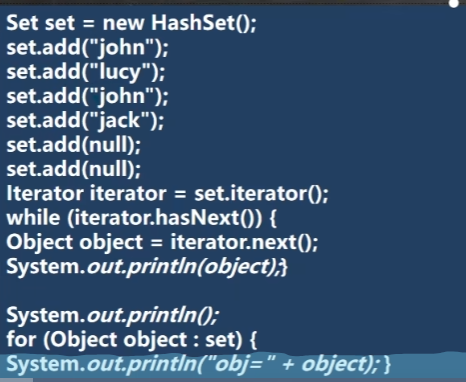 Set set = new HashSet();
set.add("john");
set.add("lucy");
set.add("john");
set.add("jack");
set.add(null);
set.add(null);
Iterator iterator = set.iterator();
while (iterator.hasNext()) {
Object object = iterator.next();
System.out.println(object);}
System.out.println();
for (Object object : set) {
System.out.println("obj=" + object); }